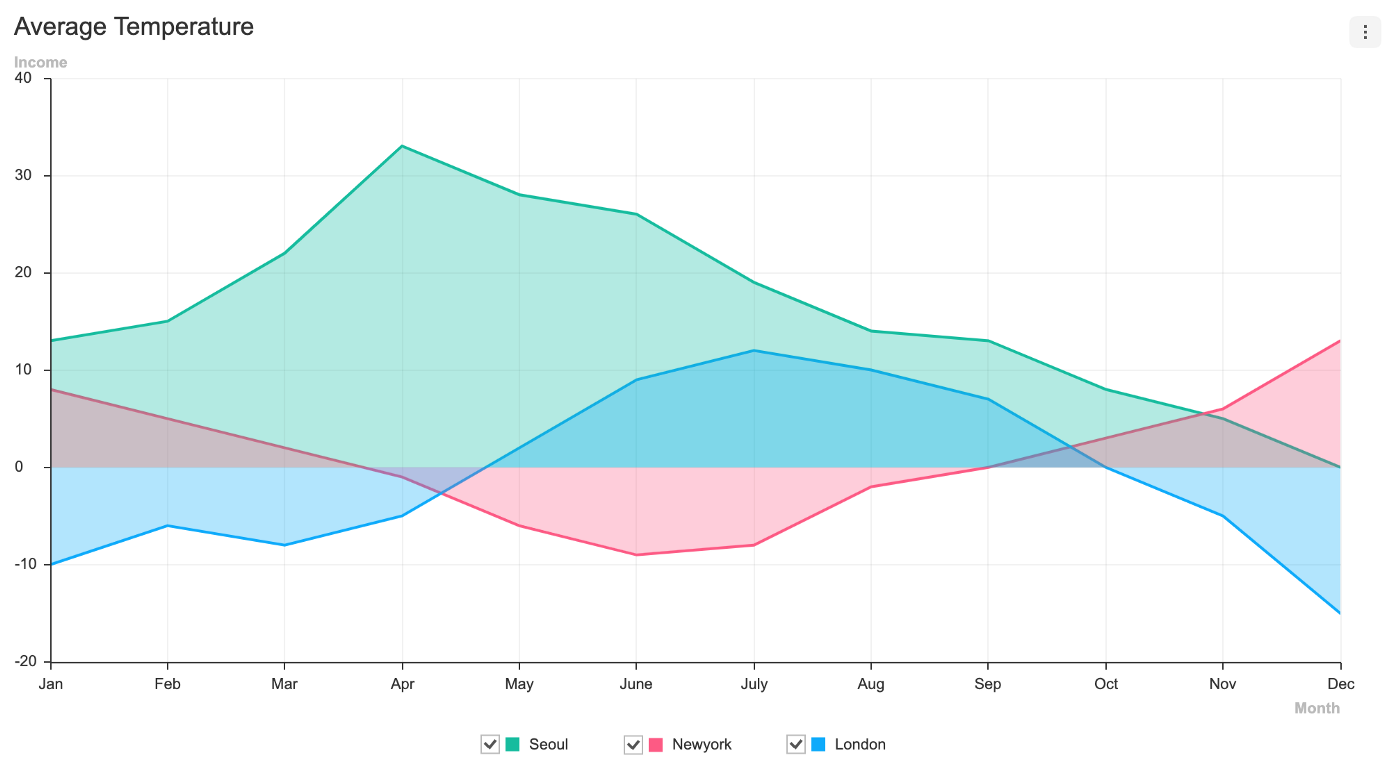 Average Temperature
Income
40
30
20
10
0
-10
-20
Jan Feb Mar Apr May June July Aug Sep Oct Nov Dec
Month
Seoul Newyork London